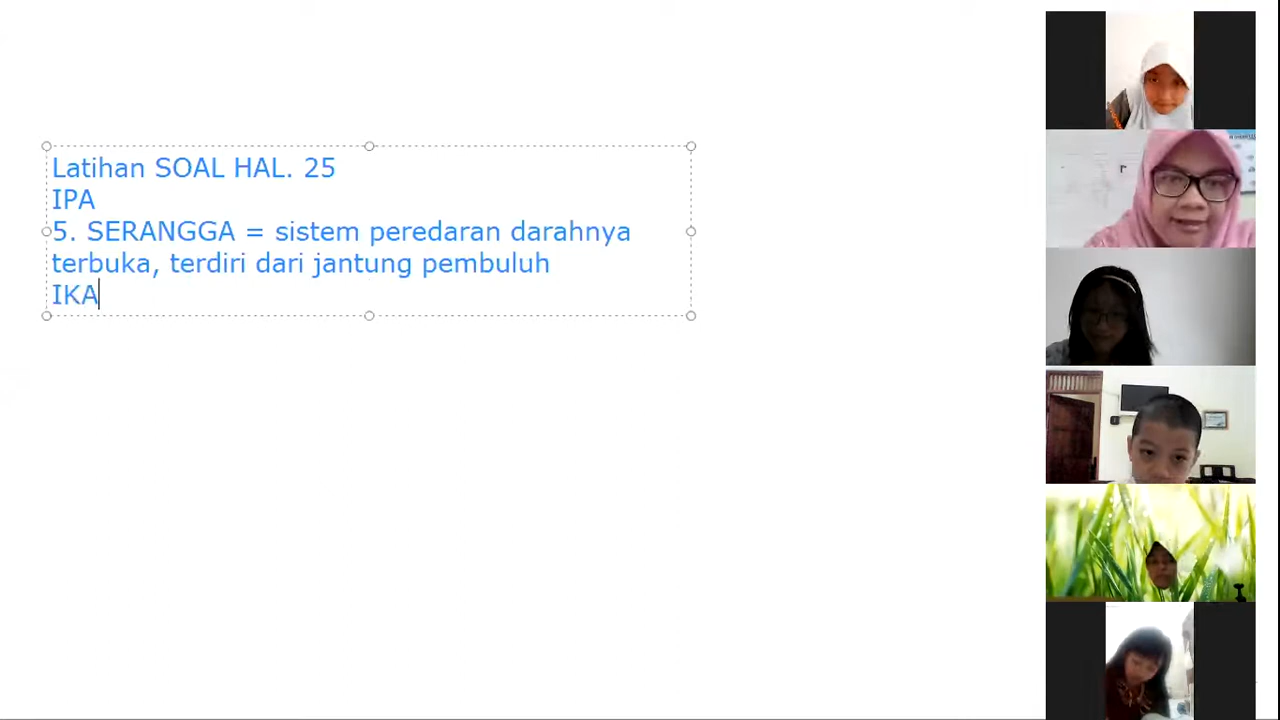 Latihan SOAL HAL. 25
IPA
5. SERANGGA = sistem peredaran darahnya
terbuka, terdiri dari jantung pembuluh
IKA